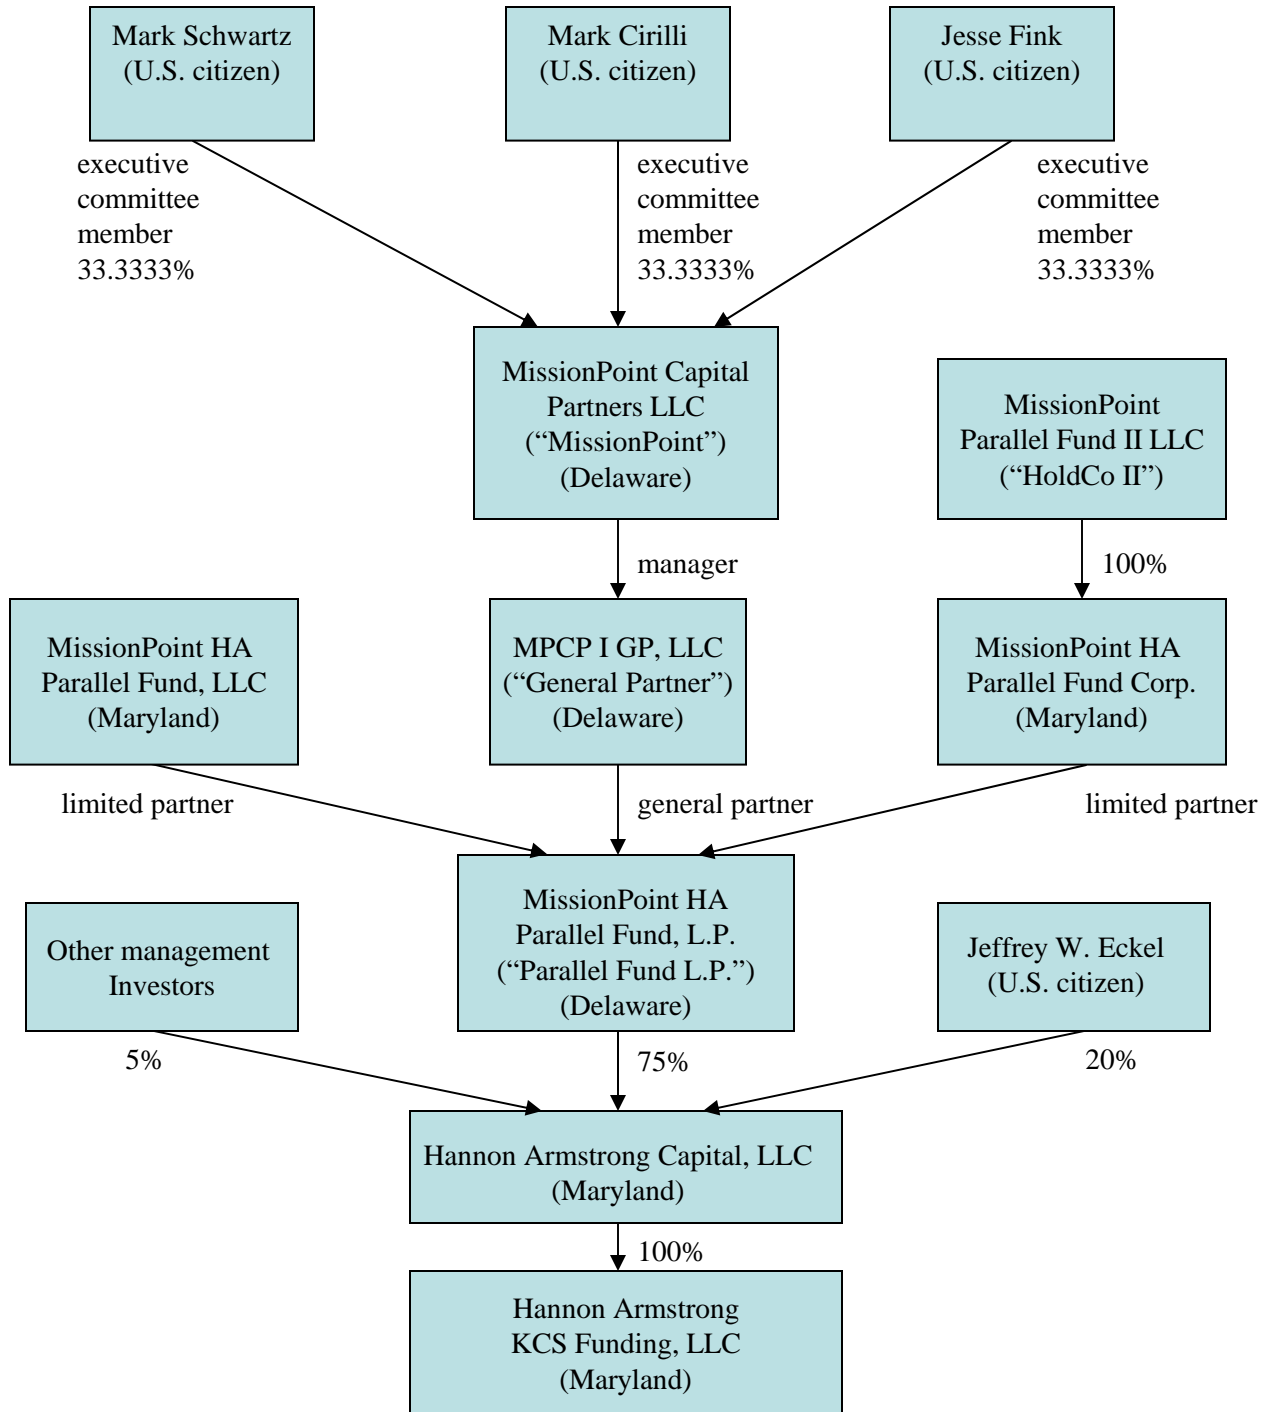 Mark Schwartz
(U.S. citizen)
Mark Cirilli
(U.S. citizen)
Jesse Fink
(U.S. citizen)
executive
committee
member
33.3333%
executive
committee
member
33.3333%
executive
committee
member
33.3333%
MissionPoint Capital
Partners LLC
(“MissionPoint”)
(Delaware)
MissionPoint
Parallel Fund II LLC
(“HoldCo II”)
manager
100%
MissionPoint HA
Parallel Fund, LLC
(Maryland)
MPCP I GP, LLC
(“General Partner”)
(Delaware)
MissionPoint HA
Parallel Fund Corp.
(Maryland)
limited partner
general partner
limited partner
Other management
Investors
MissionPoint HA
Parallel Fund, L.P.
(“Parallel Fund L.P.”)
(Delaware)
Jeffrey W. Eckel
(U.S. citizen)
5%
75%
20%
Hannon Armstrong Capital, LLC
(Maryland)
100%
Hannon Armstrong
KCS Funding, LLC
(Maryland)